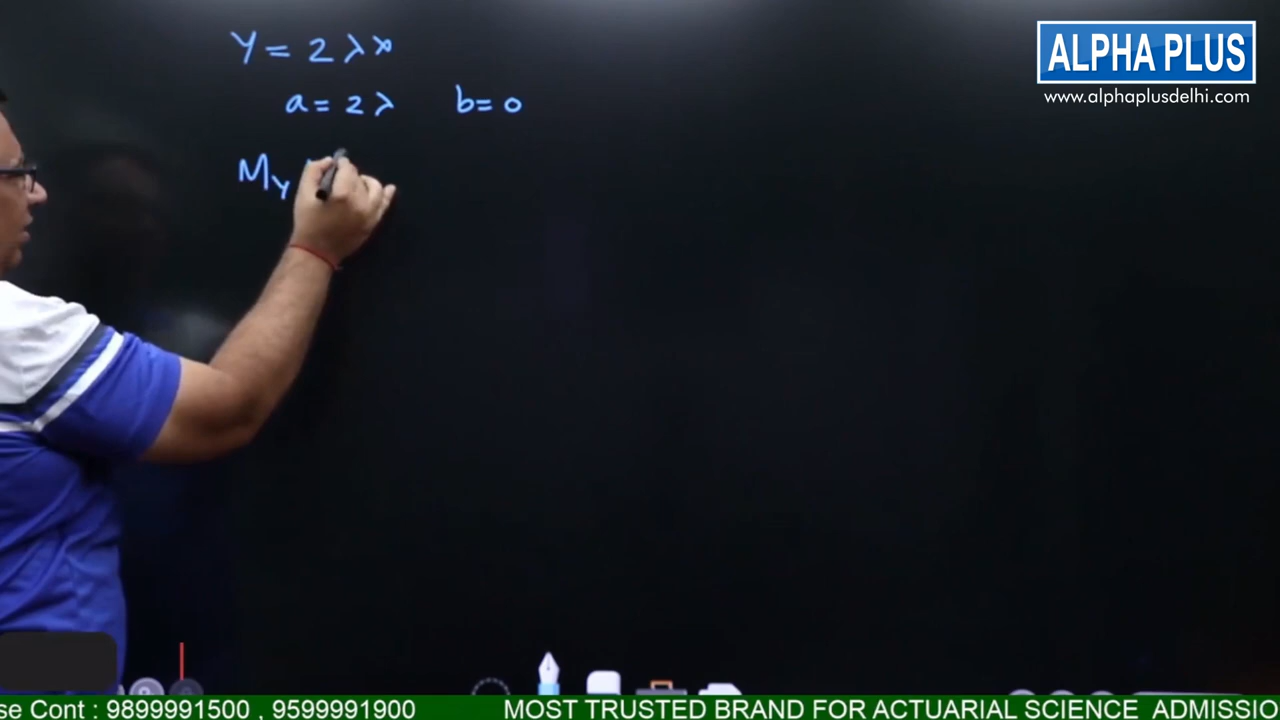 Y = 2λx
ALPHA PLUS
www.alphaplusdelhi.com
a = 2λ b = 0
M_Y
se Cont : 9899991500 , 9599991900 MOST TRUSTED BRAND FOR ACTUARIAL SCIENCE ADMISSIO